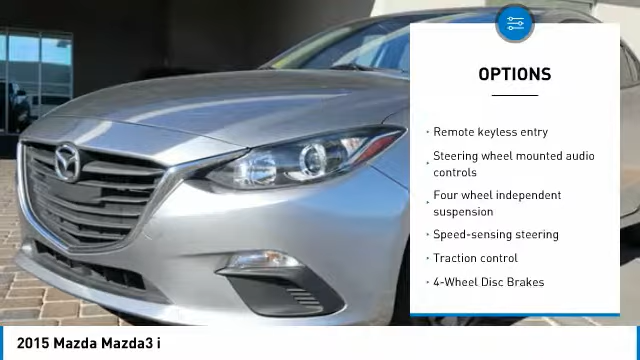 OPTIONS
• Remote keyless entry
• Steering wheel mounted audio
controls
• Four wheel independent
suspension
• Speed-sensing steering
• Traction control
• 4-Wheel Disc Brakes
2015 Mazda Mazda3 i